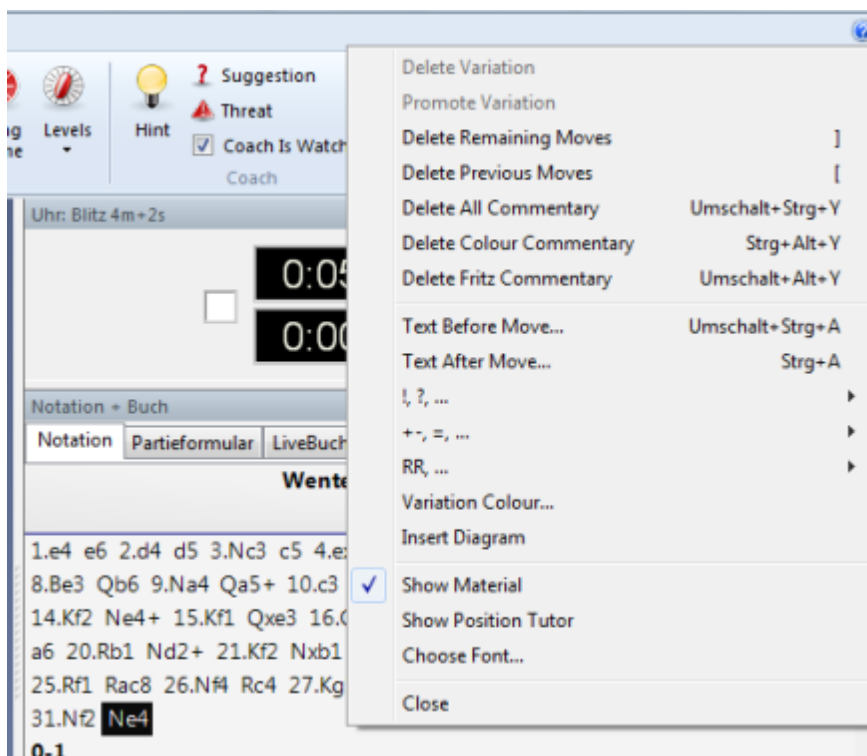 Levels
Hint
? Suggestion
Threat
Coach Is Watch
Coach
Uhr: Blitz 4m+2s
0:05
0:00
Notation + Buch
Notation Partieformular LiveBuch
Wente
1.e4 e6 2.d4 d5 3.Nc3 c5 4.ex
8.Be3 Qb6 9.Na4 Qa5+ 10.c3
14.Kf2 Ne4+ 15.Kf1 Qxe3 16.
a6 20.Rb1 Nd2+ 21.Kf2 Nxb1
25.Rf1 Rac8 26.Nf4 Rc4 27.Kg
31.Nf2 Ne4
0-1
Delete Variation
Promote Variation
Delete Remaining Moves ]
Delete Previous Moves [
Delete All Commentary Umschalt+Strg+Y
Delete Colour Commentary Strg+Alt+Y
Delete Fritz Commentary Umschalt+Alt+Y
Text Before Move... Umschalt+Strg+A
Text After Move... Strg+A
!, ?, ...
+-, =, ...
RR, ...
Variation Colour...
Insert Diagram
Show Material
Show Position Tutor
Choose Font...
Close